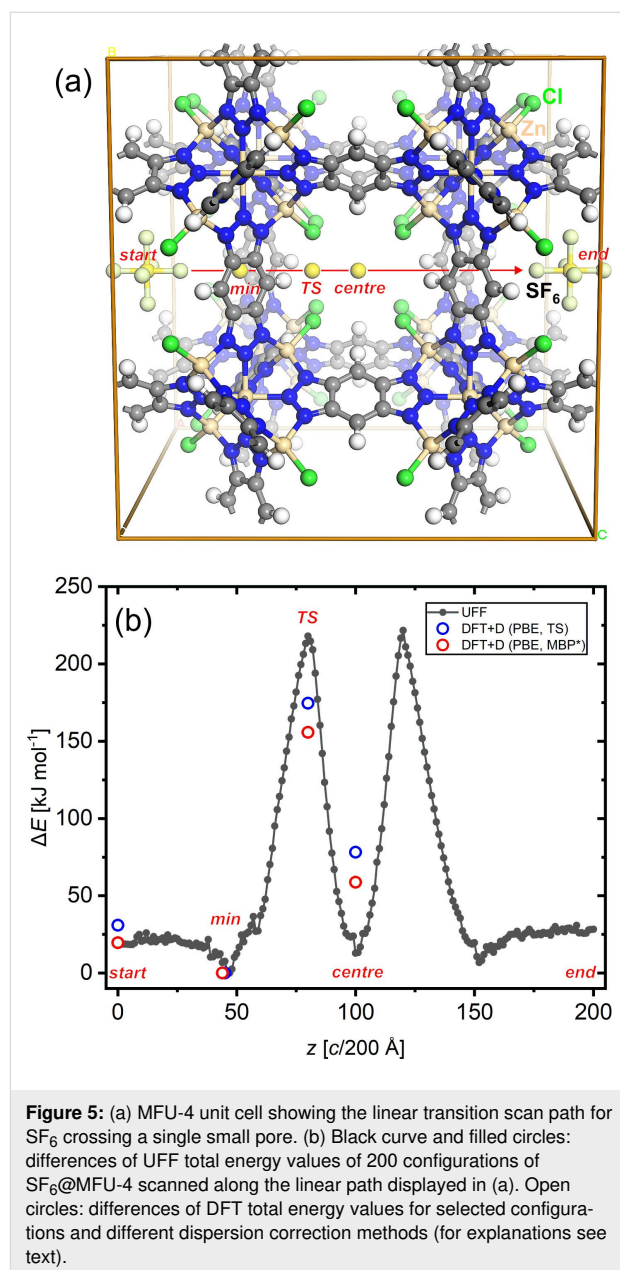 B
(a)
Cl
Zn
start
end
min
TS
centre
SF6
A
C
(b)
250
200
150
100
50
0
ΔE [kJ mol-1]
TS
UFF
DFT+D (PBE, TS)
DFT+D (PBE, MBP*)
min
start
centre
end
0
50
100
150
200
z [c/200 Å]
Figure 5: (a) MFU-4 unit cell showing the linear transition scan path for
SF6 crossing a single small pore. (b) Black curve and filled circles:
differences of UFF total energy values of 200 configurations of
SF6@MFU-4 scanned along the linear path displayed in (a). Open
circles: differences of DFT total energy values for selected configura-
tions and different dispersion correction methods (for explanations see
text).